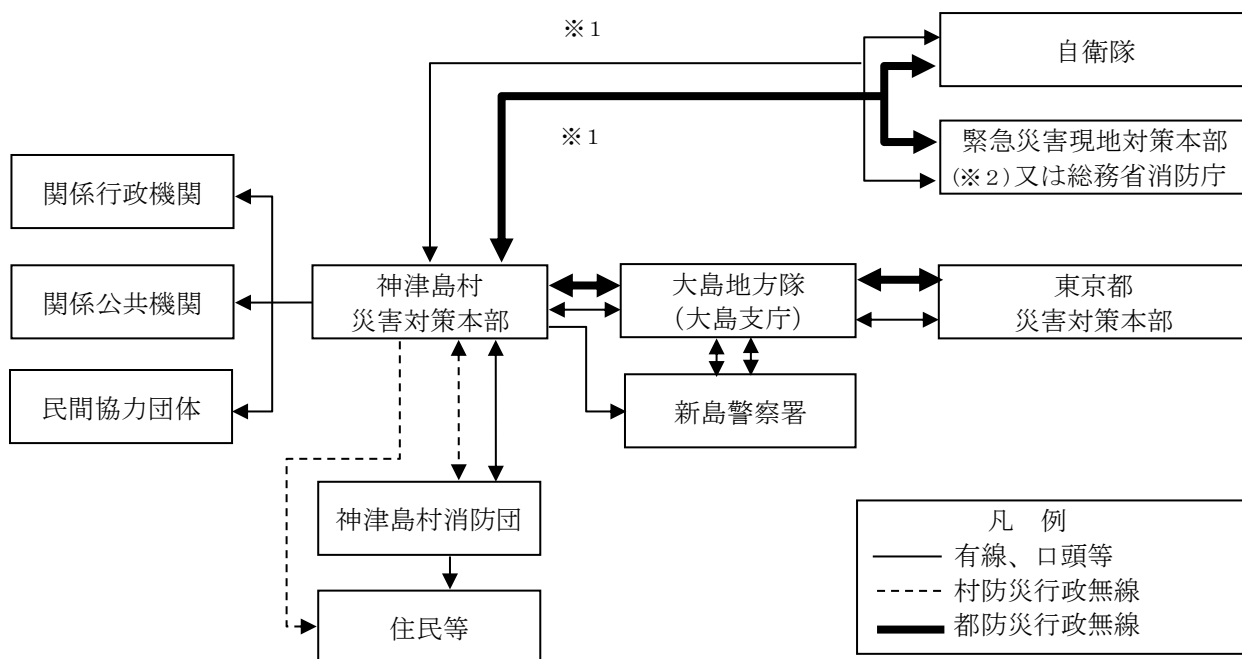 ※1
自衛隊
※1
緊急災害現地対策本部
(※2)又は総務省消防庁
関係行政機関
関係公共機関
民間協力団体
神津島村
災害対策本部
大島地方隊
(大島支庁)
東京都
災害対策本部
新島警察署
神津島村消防団
住民等
凡 例
有線、口頭等
村防災行政無線
都防災行政無線